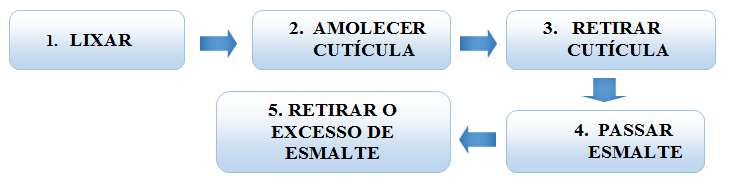 1. LIXAR
2. AMOLECER
CUTÍCULA
3. RETIRAR
CUTÍCULA
4. PASSAR
ESMALTE
5. RETIRAR O
EXCESSO DE
ESMALTE